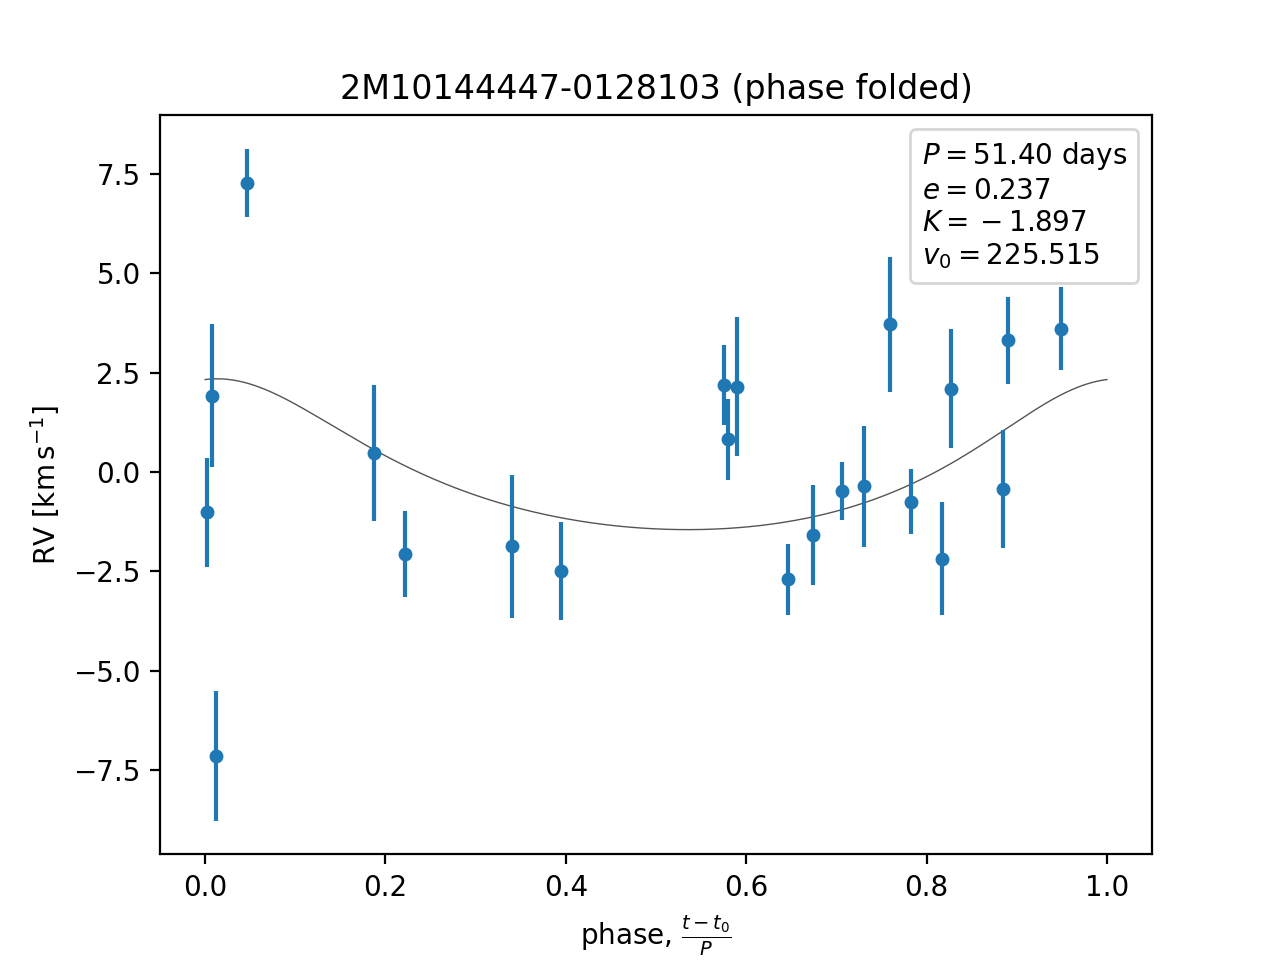 2M10144447-0128103 (phase folded)
P = 51.40 days
e = 0.237
K = −1.897
v₀ = 225.515
RV [km s⁻¹]
7.5
5.0
2.5
0.0
−2.5
−5.0
−7.5
0.0 0.2 0.4 0.6 0.8 1.0
phase, (t − t₀)/P